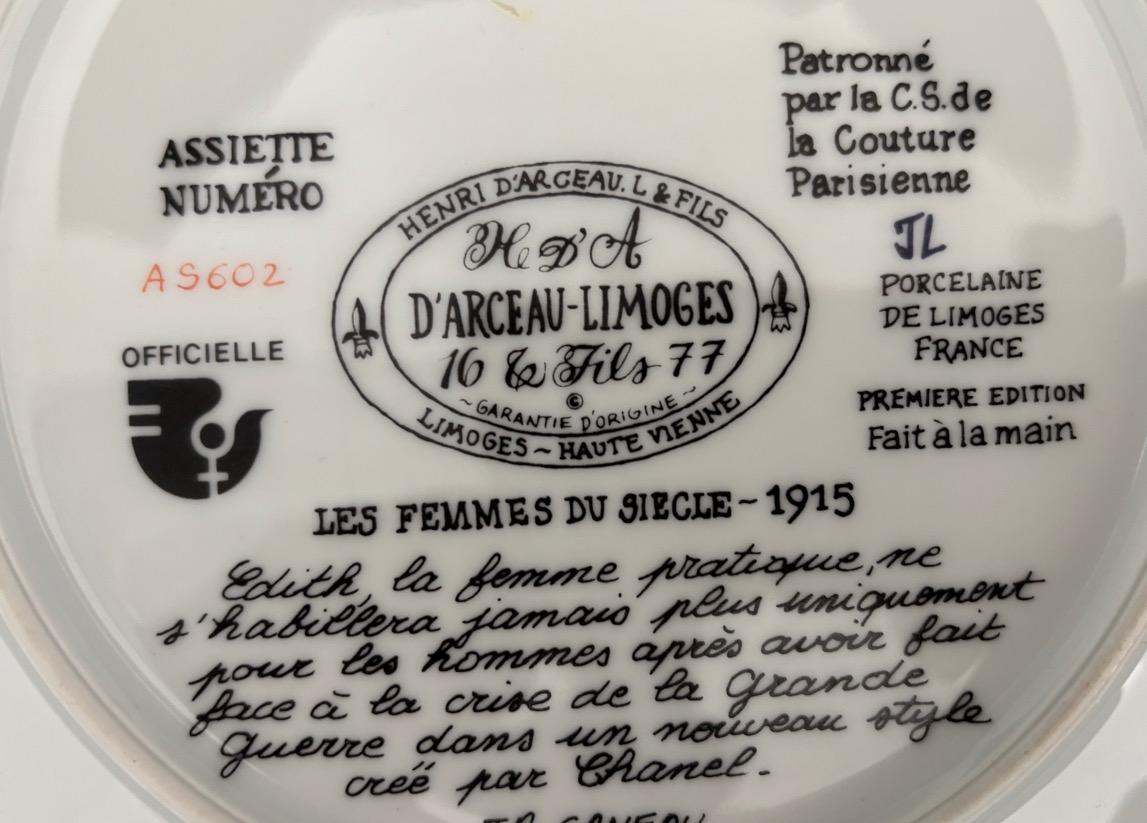 Patronné
par la C.S. de
la Couture
Parisienne
JL
PORCELAINE
DE LIMOGES
FRANCE
PREMIERE EDITION
Fait à la main
ASSIETTE
NUMÉRO
AS602
OFFICIELLE
HENRI D'ARCEAU. L & FILS
H D'A
D'ARCEAU-LIMOGES
16 & Fils 77
©
~GARANTIE D'ORIGINE~
LIMOGES ~ HAUTE VIENNE
LES FEMMES DU SIECLE ~ 1915
Edith, la femme pratique, ne
s'habillera jamais plus uniquement
pour les hommes après avoir fait
face à la crise de la Grande
Guerre dans un nouveau style
créé par Chanel.